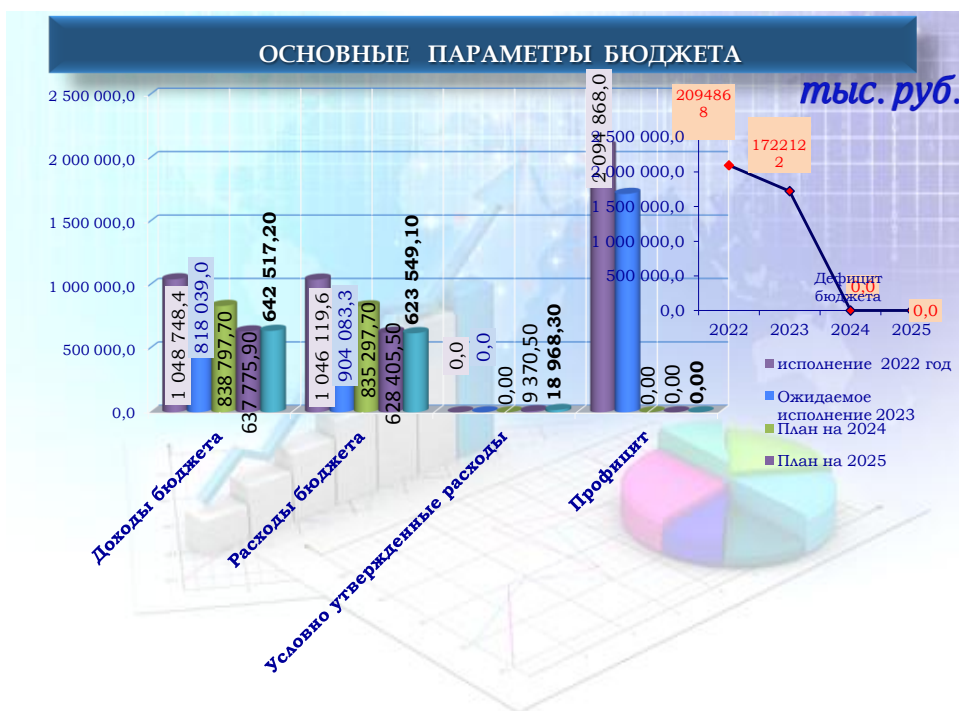 ОСНОВНЫЕ ПАРАМЕТРЫ БЮДЖЕТА
тыс. руб.
2 500 000,0
2 000 000,0
1 500 000,0
1 000 000,0
500 000,0
0,0
1 048 748,4
818 039,0
838 797,70
637 775,90
642 517,20
1 046 119,6
904 083,3
835 297,70
628 405,50
623 549,10
0,0
0,0
0,00
9 370,50
18 968,30
2 094 868,0
0,00
0,00
0,00
Доходы бюджета
Расходы бюджета
Условно утвержденные расходы
Профицит
209486
8
172212
2
2 500 000,0
2 000 000,0
1 500 000,0
1 000 000,0
500 000,0
0,0
Дефицит
бюджета
0,0
0,0
2022
2023
2024
2025
исполнение 2022 год
Ожидаемое
исполнение 2023
План на 2024
План на 2025